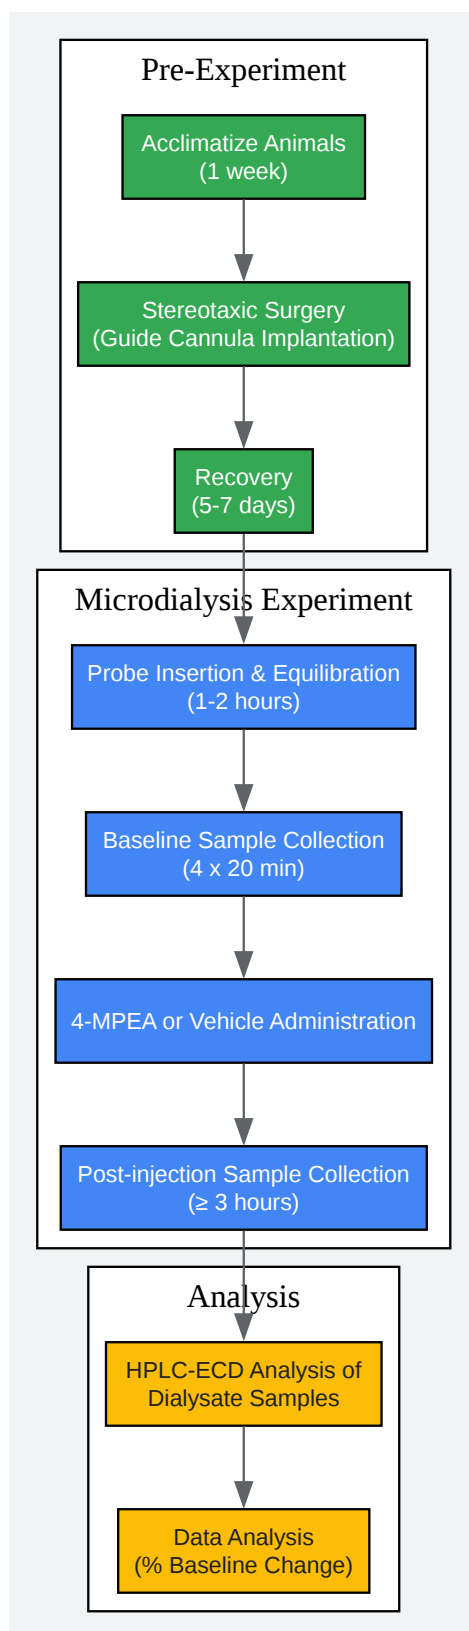 Pre-Experiment
Acclimatize Animals
(1 week)
Stereotaxic Surgery
(Guide Cannula Implantation)
Recovery
(5-7 days)
Microdialysis Experiment
Probe Insertion & Equilibration
(1-2 hours)
Baseline Sample Collection
(4 x 20 min)
4-MPEA or Vehicle Administration
Post-injection Sample Collection
(≥ 3 hours)
Analysis
HPLC-ECD Analysis of
Dialysate Samples
Data Analysis
(% Baseline Change)